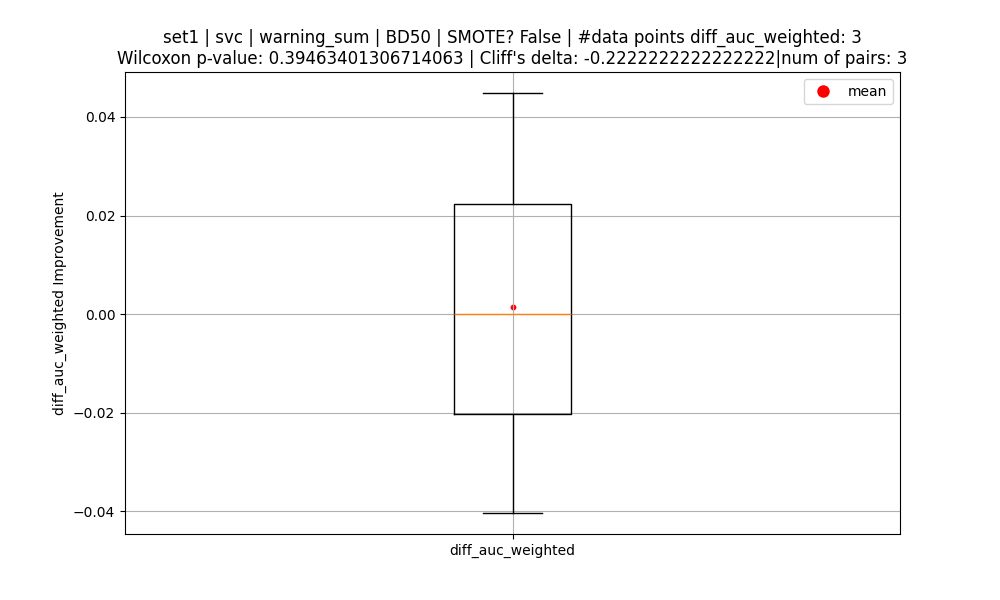 set1 | svc | warning_sum | BD50 | SMOTE? False | #data points diff_auc_weighted: 3
Wilcoxon p-value: 0.39463401306714063 | Cliff's delta: -0.2222222222222222|num of pairs: 3
mean
0.04
0.02
0.00
−0.02
−0.04
diff_auc_weighted Improvement
diff_auc_weighted